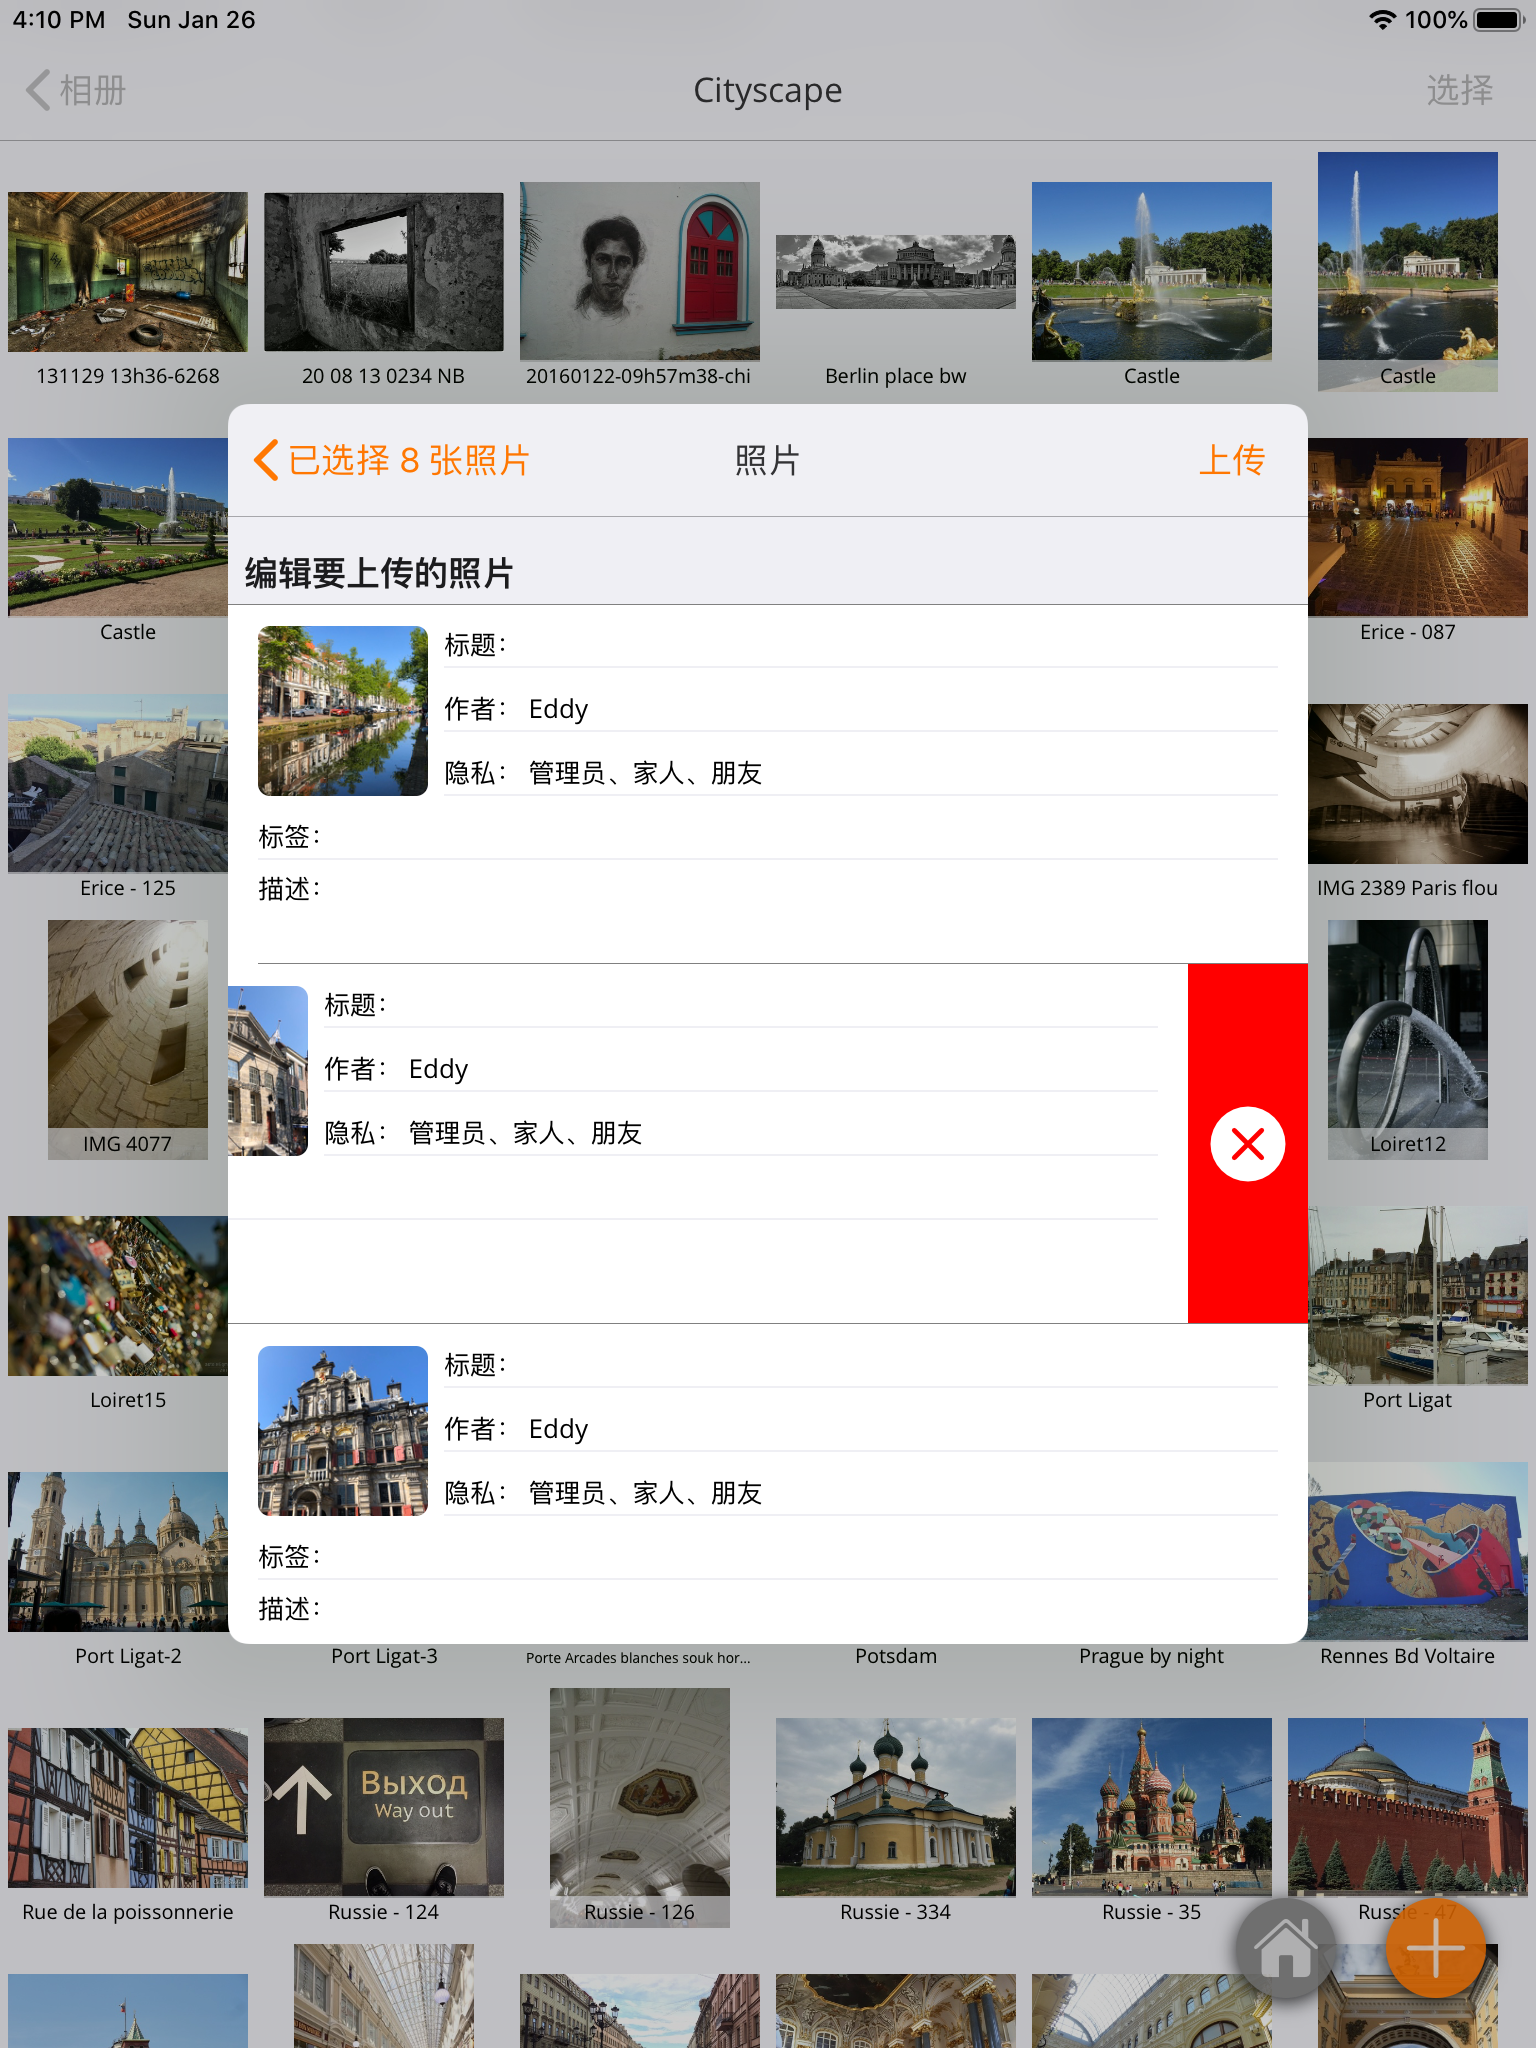 4:10 PM Sun Jan 26 100%
相册 Cityscape 选择
131129 13h36-6268 20 08 13 0234 NB 20160122-09h57m38-chi Berlin place bw Castle Castle
已选择 8 张照片 照片 上传
编辑要上传的照片
Castle Erice - 087
标题：
作者： Eddy
隐私： 管理员、家人、朋友
标签：
描述：
Erice - 125 IMG 2389 Paris flou
标题：
作者： Eddy
隐私： 管理员、家人、朋友
IMG 4077 Loiret12
标题：
作者： Eddy
隐私： 管理员、家人、朋友
标签：
描述：
Loiret15 Port Ligat
Port Ligat-2 Port Ligat-3 Porte Arcades blanches souk hor... Potsdam Prague by night Rennes Bd Voltaire
Выход
Way out
Rue de la poissonnerie Russie - 124 Russie - 126 Russie - 334 Russie - 35 Russie - 47